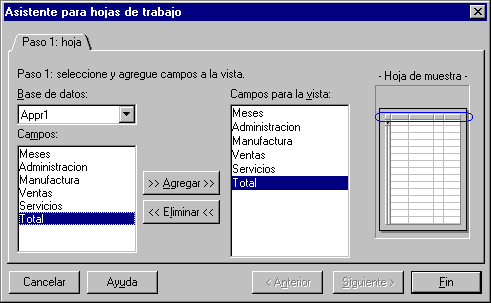 Asistente para hojas de trabajo
Paso 1: hoja
Paso 1: seleccione y agregue campos a la vista.
Base de datos:
Appr1
Campos:
Meses
Administracion
Manufactura
Ventas
Servicios
Total
>> Agregar >>
<< Eliminar <<
Campos para la vista:
Meses
Administracion
Manufactura
Ventas
Servicios
Total
- Hoja de muestra -
Cancelar
Ayuda
< Anterior
Siguiente >
Fin